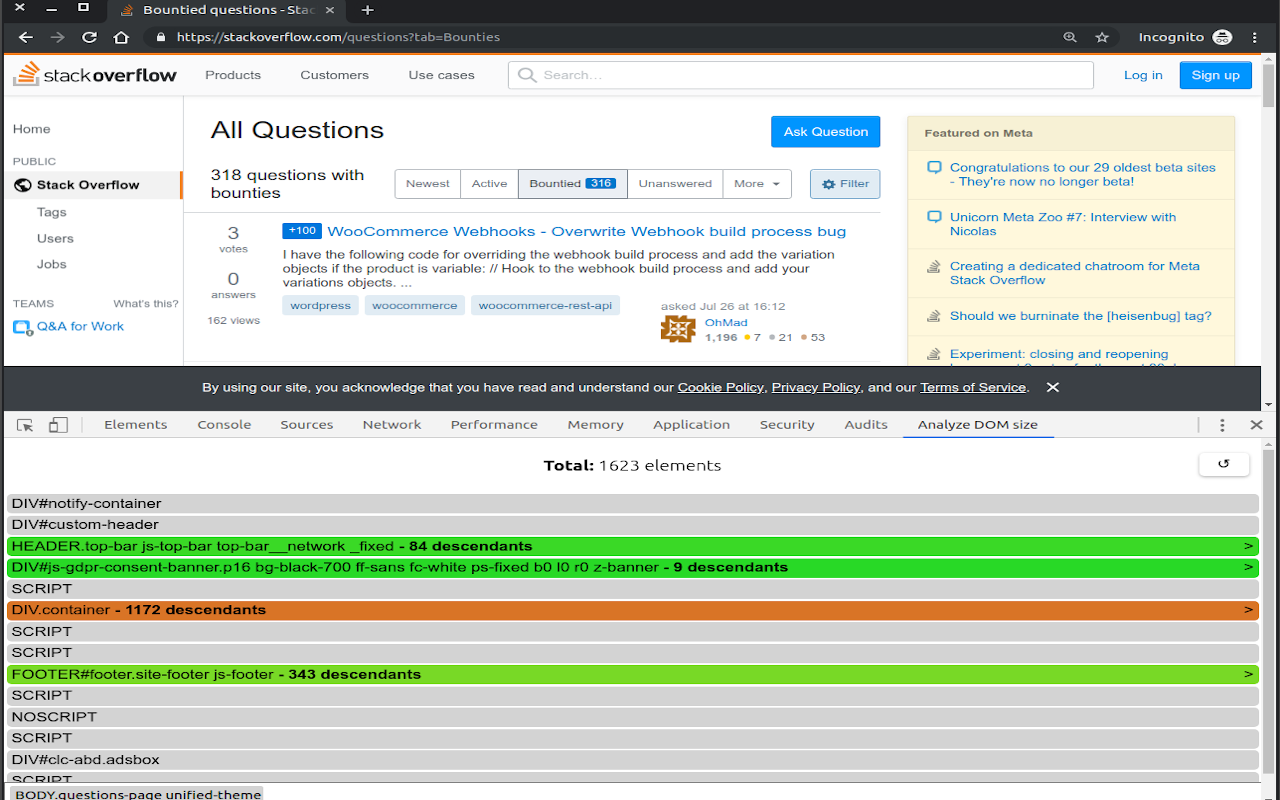 Bountied questions - Stac
https://stackoverflow.com/questions?tab=Bounties
Incognito
stackoverflow
Products
Customers
Use cases
Search...
Log in
Sign up
Home
PUBLIC
Stack Overflow
Tags
Users
Jobs
TEAMS
What's this?
Q&A for Work
All Questions
Ask Question
318 questions with
bounties
Newest
Active
Bountied 316
Unanswered
More
Filter
3
votes
0
answers
162 views
+100 WooCommerce Webhooks - Overwrite Webhook build process bug
I have the following code for overriding the webhook build process and add the variation
objects if the product is variable: // Hook to the webhook build process and add your
variations objects. ...
wordpress
woocommerce
woocommerce-rest-api
asked Jul 26 at 16:12
OhMad
1,196 7 21 53
Featured on Meta
Congratulations to our 29 oldest beta sites
- They're now no longer beta!
Unicorn Meta Zoo #7: Interview with
Nicolas
Creating a dedicated chatroom for Meta
Stack Overflow
Should we burninate the [heisenbug] tag?
Experiment: closing and reopening
By using our site, you acknowledge that you have read and understand our Cookie Policy, Privacy Policy, and our Terms of Service.
Elements
Console
Sources
Network
Performance
Memory
Application
Security
Audits
Analyze DOM size
Total: 1623 elements
DIV#notify-container
DIV#custom-header
HEADER.top-bar js-top-bar top-bar__network _fixed - 84 descendants >
DIV#js-gdpr-consent-banner.p16 bg-black-700 ff-sans fc-white ps-fixed b0 l0 r0 z-banner - 9 descendants >
SCRIPT
DIV.container - 1172 descendants >
SCRIPT
SCRIPT
FOOTER#footer.site-footer js-footer - 343 descendants >
SCRIPT
NOSCRIPT
SCRIPT
DIV#clc-abd.adsbox
SCRIPT
BODY.questions-page unified-theme